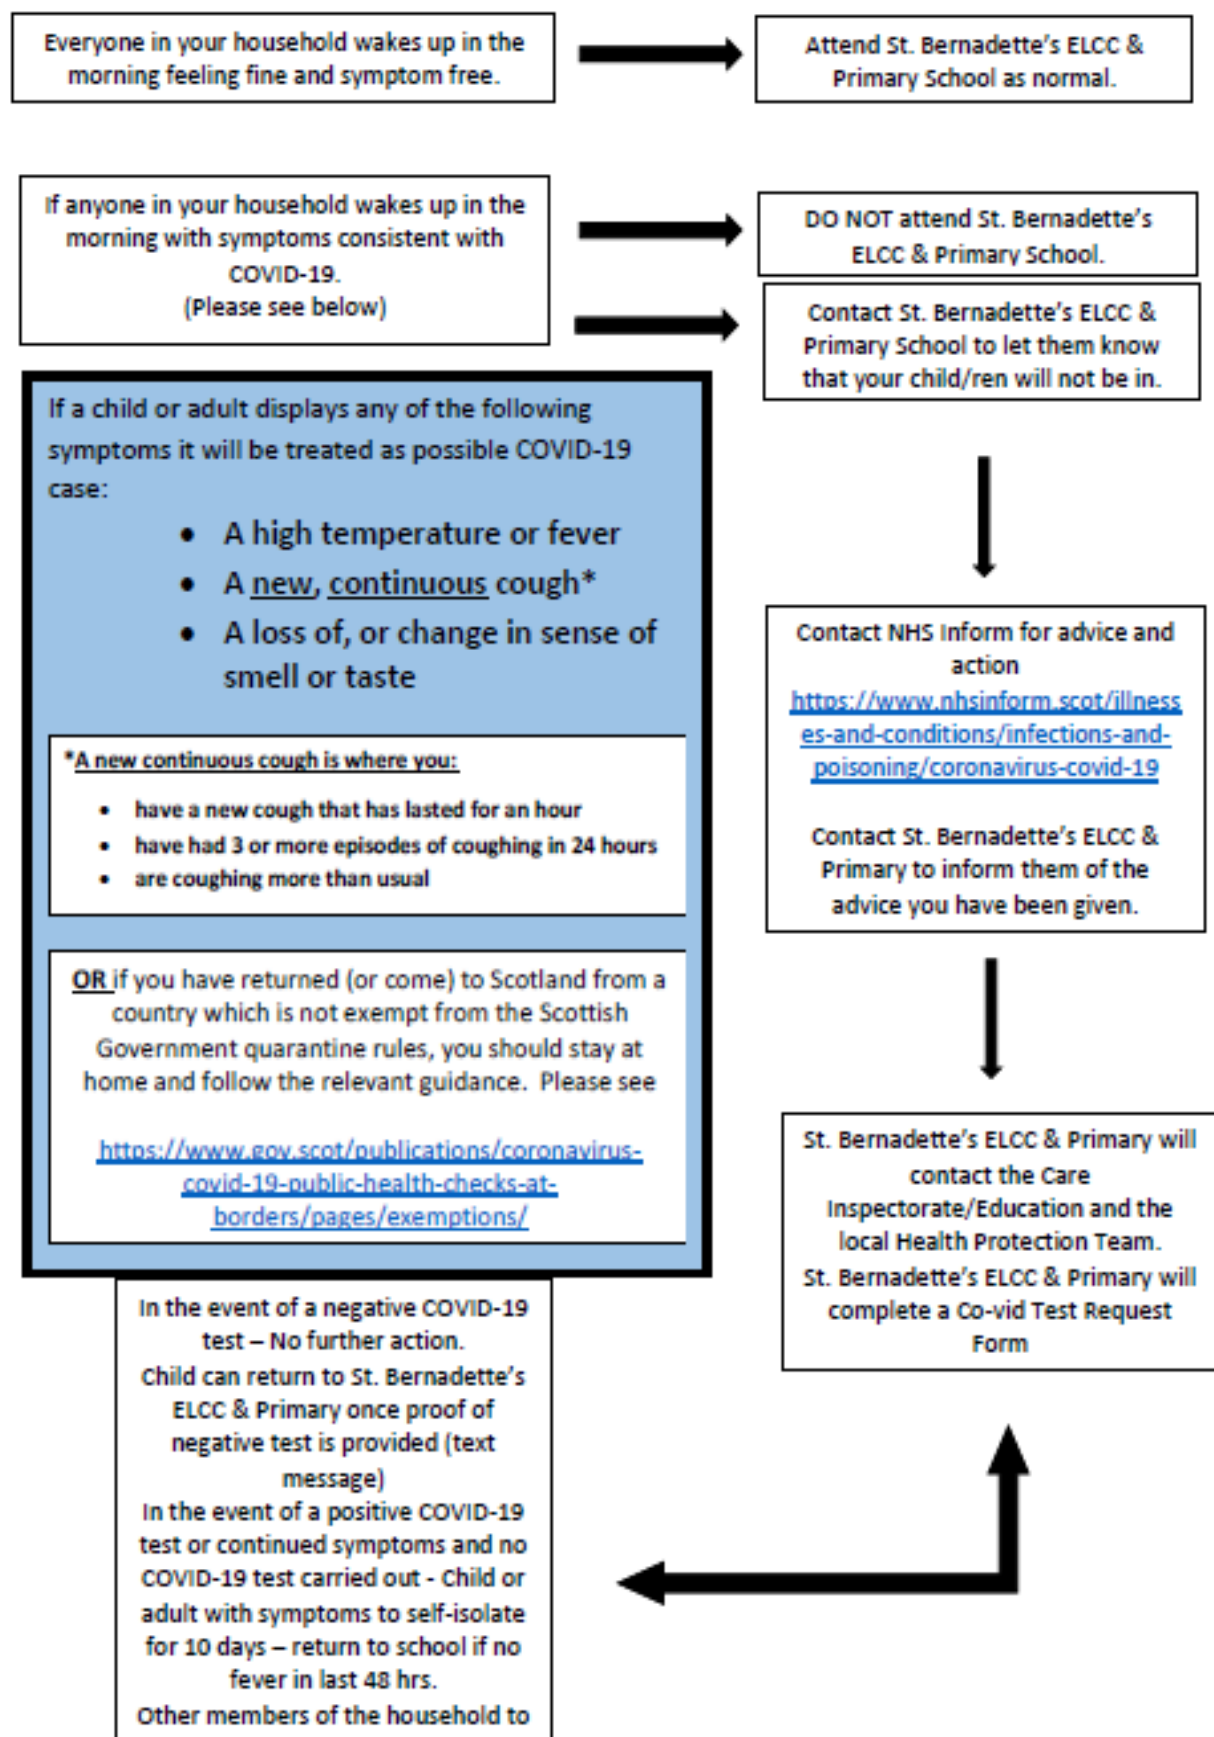 Everyone in your household wakes up in the
morning feeling fine and symptom free.
Attend St. Bernadette's ELCC &
Primary School as normal.
If anyone in your household wakes up in the
morning with symptoms consistent with
COVID-19.
(Please see below)
DO NOT attend St. Bernadette's
ELCC & Primary School.
Contact St. Bernadette's ELCC &
Primary School to let them know
that your child/ren will not be in.
If a child or adult displays any of the following
symptoms it will be treated as possible COVID-19
case:
• A high temperature or fever
• A new, continuous cough*
• A loss of, or change in sense of
smell or taste
*A new continuous cough is where you:
• have a new cough that has lasted for an hour
• have had 3 or more episodes of coughing in 24 hours
• are coughing more than usual
OR if you have returned (or come) to Scotland from a
country which is not exempt from the Scottish
Government quarantine rules, you should stay at
home and follow the relevant guidance. Please see
https://www.gov.scot/publications/coronavirus-
covid-19-public-health-checks-at-
borders/pages/exemptions/
Contact NHS Inform for advice and
action
https://www.nhsinform.scot/illness
es-and-conditions/infections-and-
poisoning/coronavirus-covid-19
Contact St. Bernadette's ELCC &
Primary to inform them of the
advice you have been given.
St. Bernadette's ELCC & Primary will
contact the Care
Inspectorate/Education and the
local Health Protection Team.
St. Bernadette's ELCC & Primary will
complete a Co-vid Test Request
Form
In the event of a negative COVID-19
test – No further action.
Child can return to St. Bernadette's
ELCC & Primary once proof of
negative test is provided (text
message)
In the event of a positive COVID-19
test or continued symptoms and no
COVID-19 test carried out - Child or
adult with symptoms to self-isolate
for 10 days – return to school if no
fever in last 48 hrs.
Other members of the household to